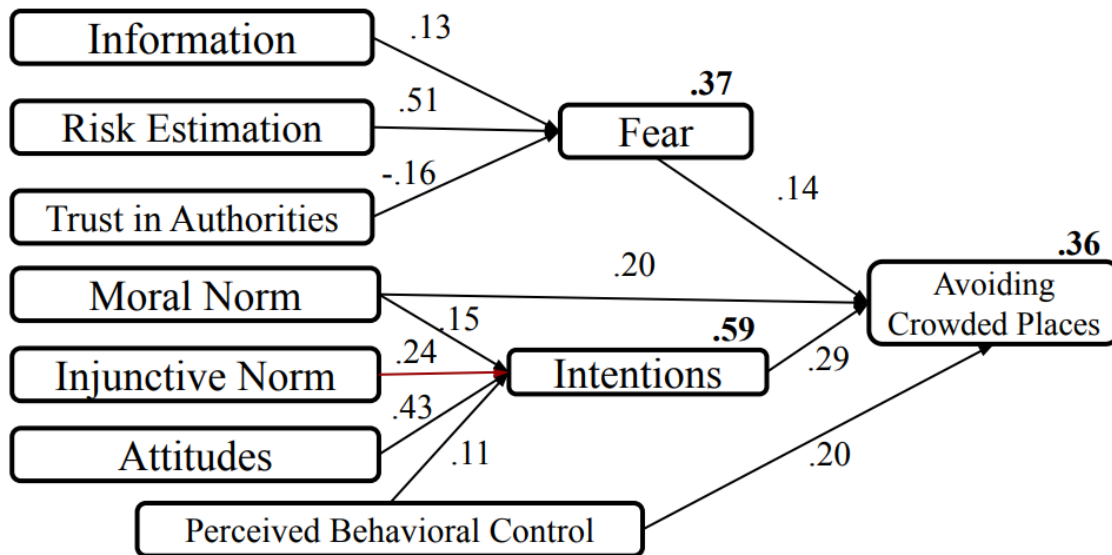 Information
.13
.37
Risk Estimation
.51
Fear
-.16
Trust in Authorities
.14
.36
Moral Norm
.20
Avoiding
Crowded Places
.15
.59
Injunctive Norm
.24
Intentions
.29
Attitudes
.43
.11
.20
Perceived Behavioral Control